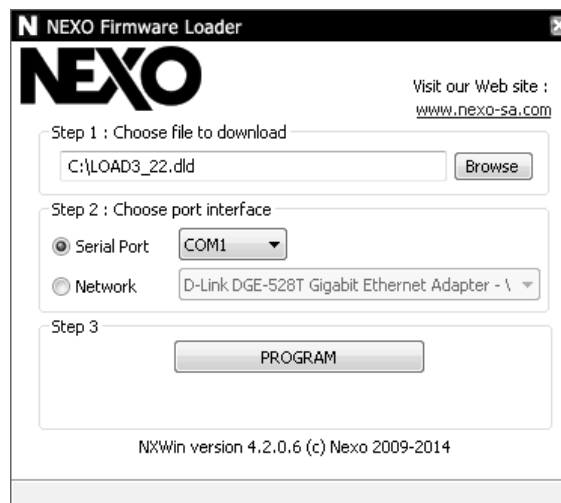 NEXO Firmware Loader
NEXO
Visit our Web site :
www.nexo-sa.com
Step 1 : Choose file to download
C:\LOAD3_22.dld
Browse
Step 2 : Choose port interface
Serial Port
COM1
Network
D-Link DGE-528T Gigabit Ethernet Adapter - \
Step 3
PROGRAM
NXWin version 4.2.0.6 (c) Nexo 2009-2014